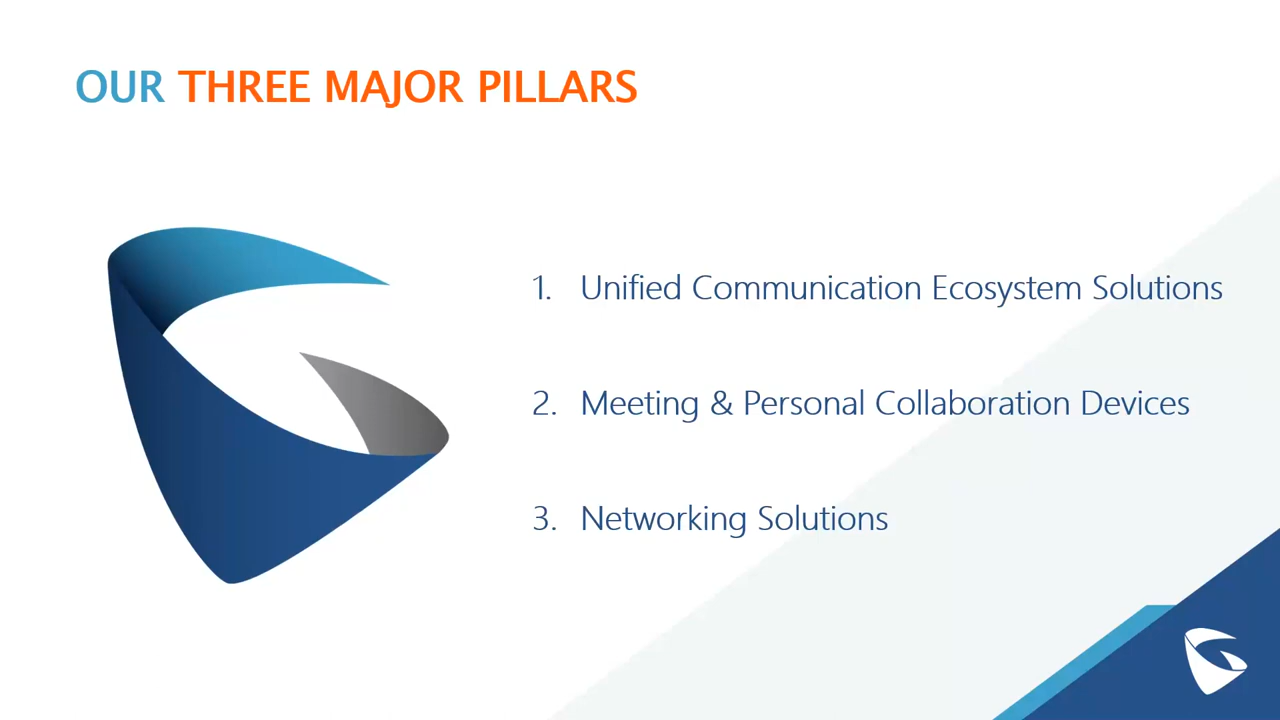 OUR THREE MAJOR PILLARS
1. Unified Communication Ecosystem Solutions
2. Meeting & Personal Collaboration Devices
3. Networking Solutions